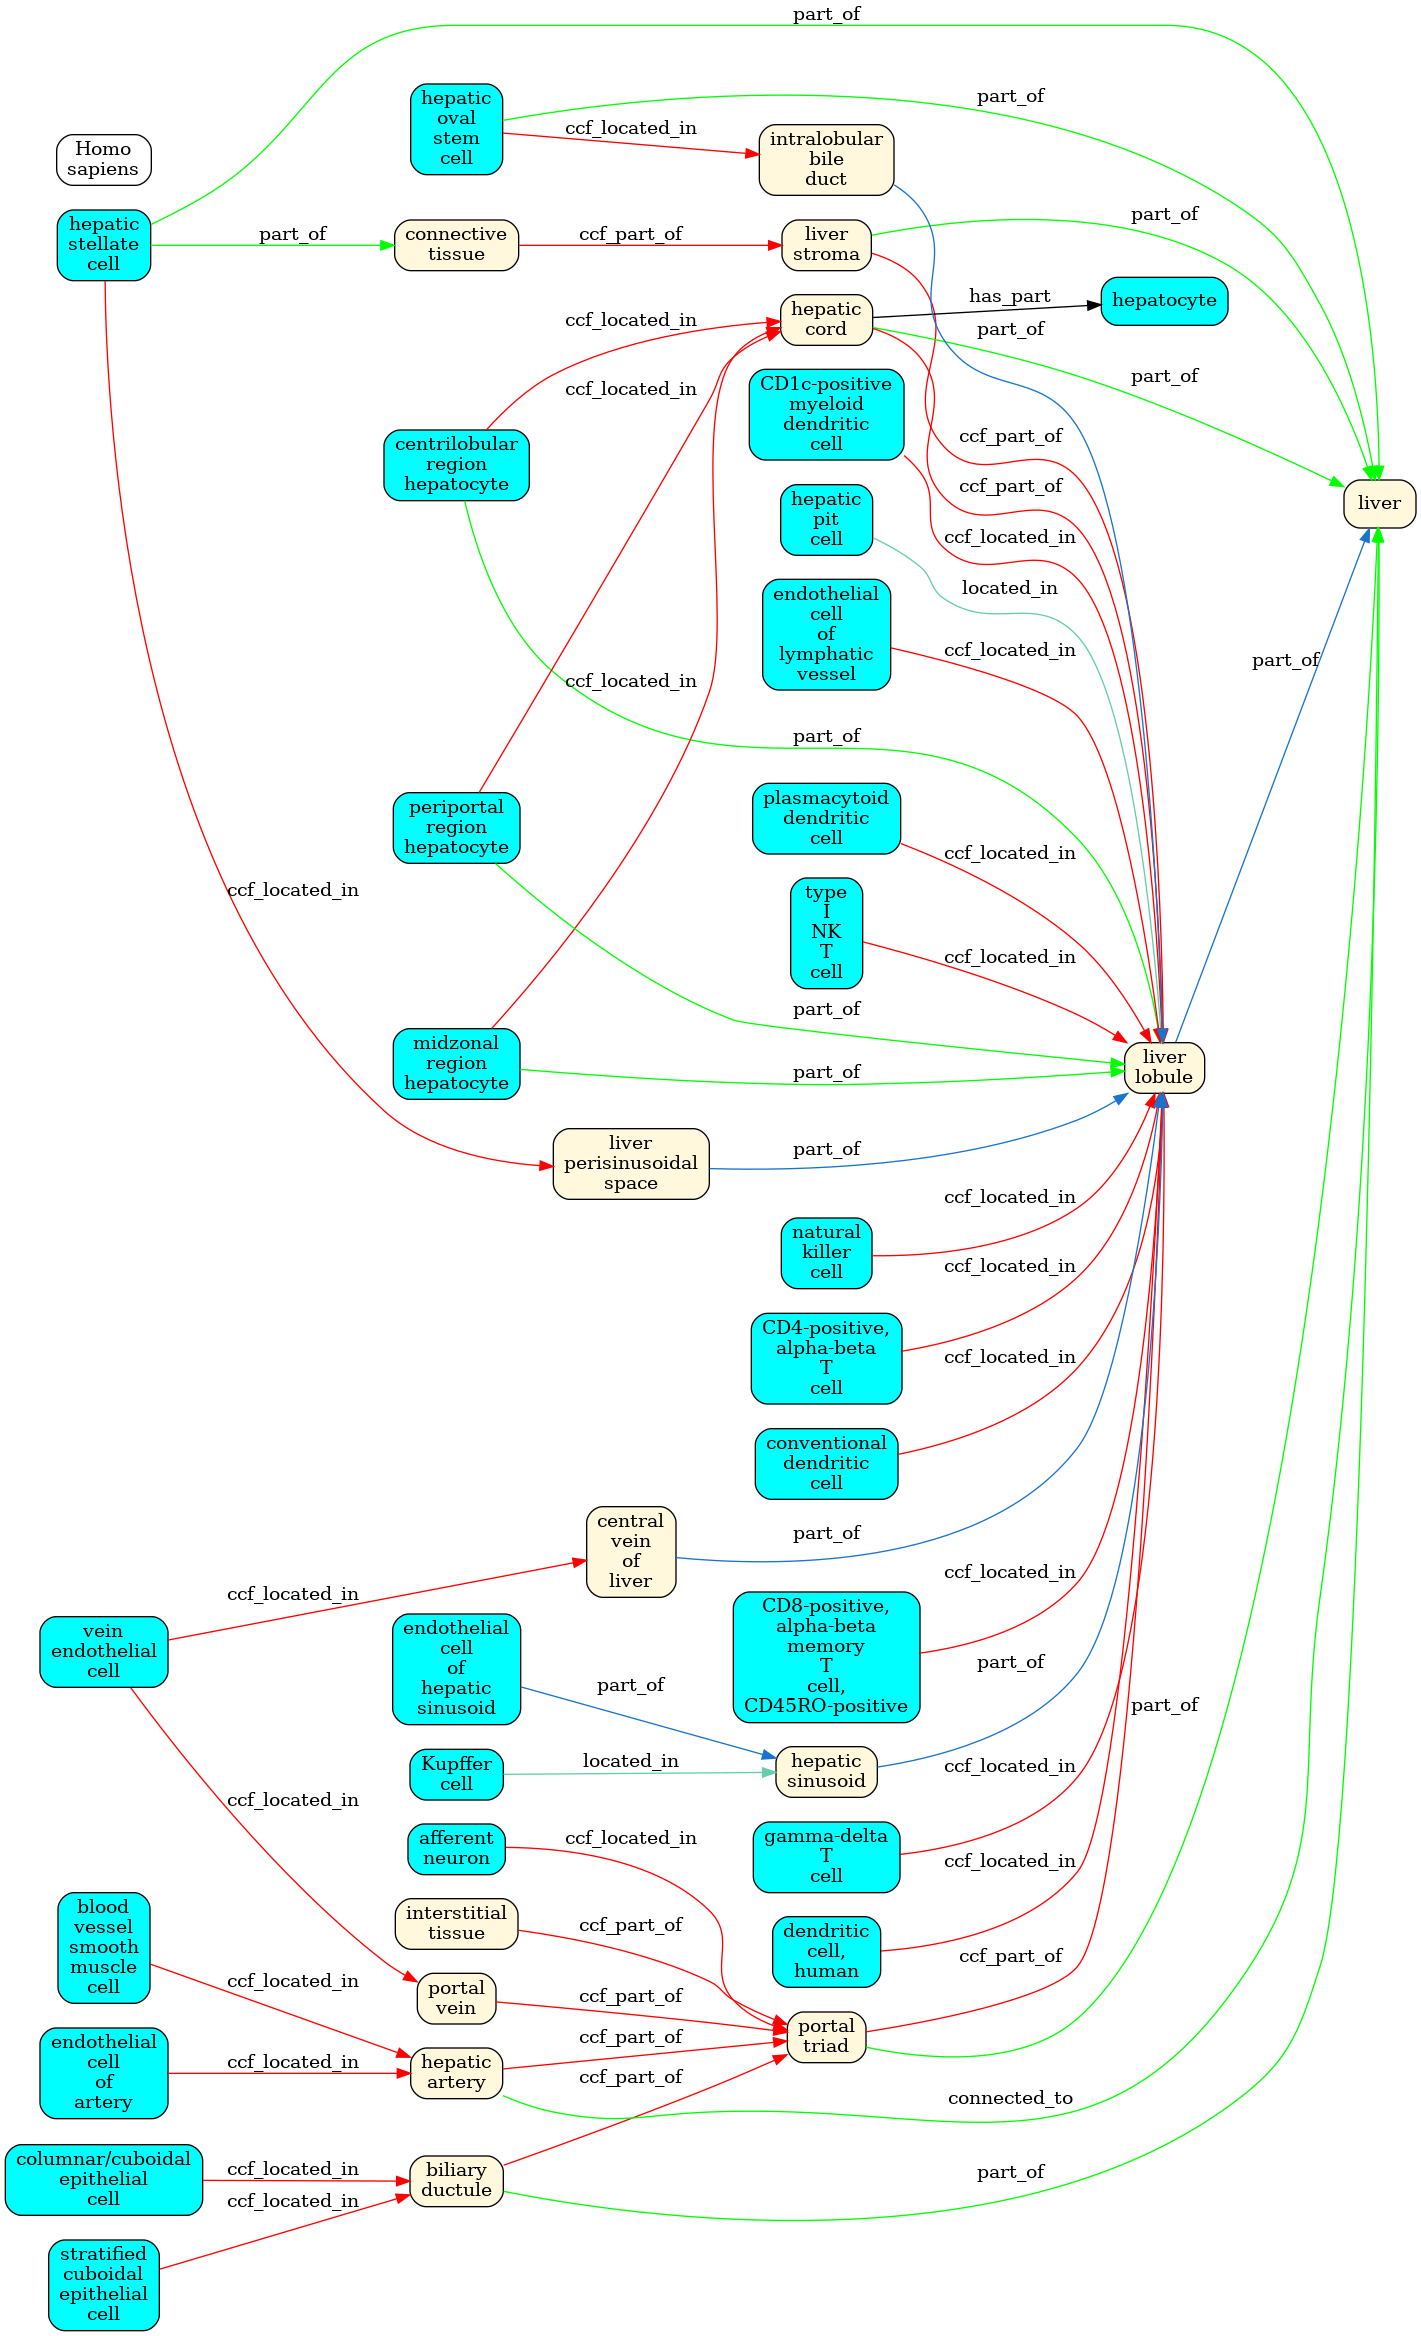 part_of
hepatic
oval
stem
cell
part_of
ccf_located_in
intralobular
bile
duct
Homo
sapiens
hepatic
stellate
cell
part_of
connective
tissue
ccf_part_of
liver
stroma
part_of
hepatic
cord
has_part
hepatocyte
ccf_located_in
part_of
part_of
ccf_located_in
CD1c-positive
myeloid
dendritic
cell
centrilobular
region
hepatocyte
ccf_part_of
ccf_part_of
liver
hepatic
pit
cell
ccf_located_in
located_in
endothelial
cell
of
lymphatic
vessel
ccf_located_in
ccf_located_in
part_of
part_of
periportal
region
hepatocyte
plasmacytoid
dendritic
cell
ccf_located_in
ccf_located_in
type
I
NK
T
cell
ccf_located_in
part_of
midzonal
region
hepatocyte
part_of
liver
lobule
liver
perisinusoidal
space
part_of
ccf_located_in
natural
killer
cell
ccf_located_in
CD4-positive,
alpha-beta
T
cell
ccf_located_in
conventional
dendritic
cell
central
vein
of
liver
part_of
ccf_located_in
ccf_located_in
CD8-positive,
alpha-beta
memory
T
cell,
CD45RO-positive
vein
endothelial
cell
endothelial
cell
of
hepatic
sinusoid
part_of
part_of
part_of
Kupffer
cell
located_in
hepatic
sinusoid
ccf_located_in
ccf_located_in
afferent
neuron
ccf_located_in
gamma-delta
T
cell
ccf_located_in
blood
vessel
smooth
muscle
cell
interstitial
tissue
ccf_part_of
dendritic
cell,
human
ccf_part_of
ccf_located_in
portal
vein
ccf_part_of
portal
triad
endothelial
cell
of
artery
ccf_located_in
hepatic
artery
ccf_part_of
ccf_part_of
connected_to
columnar/cuboidal
epithelial
cell
ccf_located_in
biliary
ductule
part_of
ccf_located_in
stratified
cuboidal
epithelial
cell